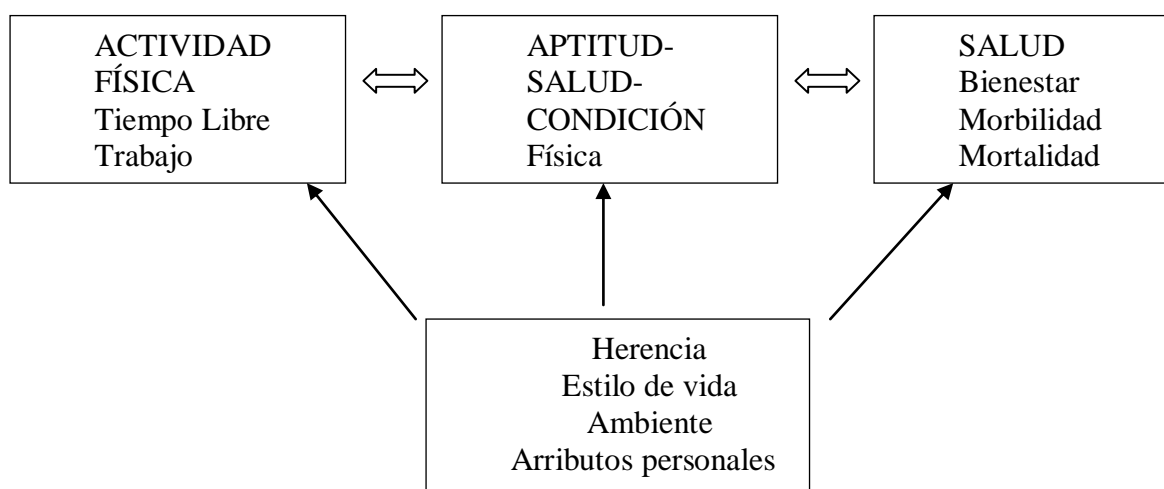 ACTIVIDAD
FÍSICA
Tiempo Libre
Trabajo
APTITUD-
SALUD-
CONDICIÓN
Física
SALUD
Bienestar
Morbilidad
Mortalidad
Herencia
Estilo de vida
Ambiente
Arributos personales